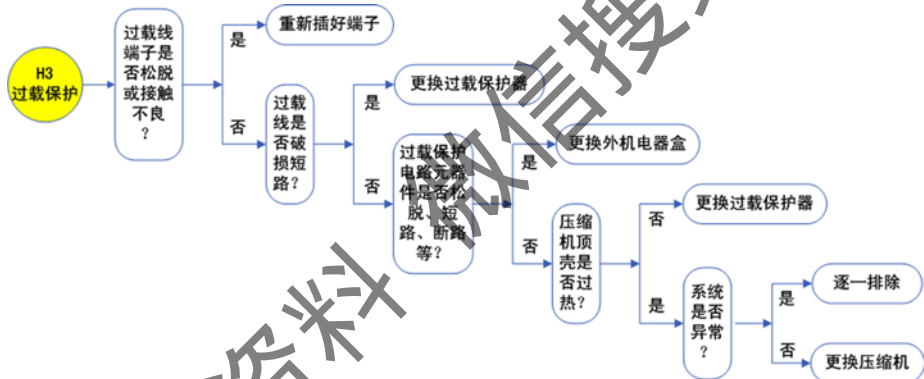 H3
过载保护
过载线
端子是
否松脱
或接触
不良
？
是
重新插好端子
否
过载
线是
否破
损短
路？
是
更换过载保护器
否
过载保护
电路元器
件是否松
脱、短
路、断路
等？
是
更换外机电器盒
否
压缩
机顶
壳是
否过
热？
否
更换过载保护器
是
系统
是否
异常
？
是
逐一排除
否
更换压缩机
资料
微信搜